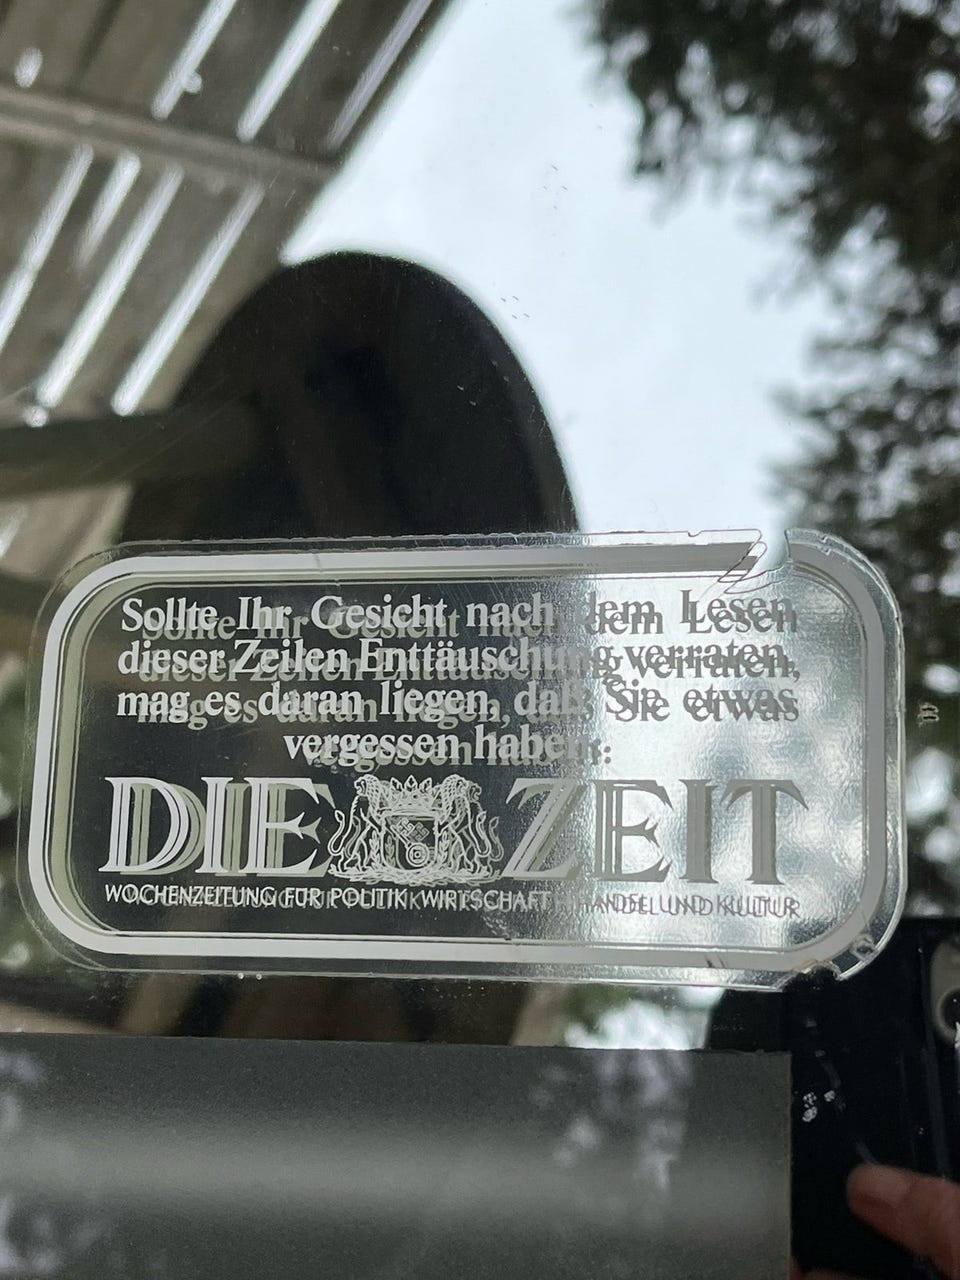 Sollte Ihr Gesicht nach dem Lesen
dieser Zeilen Enttäuschung verraten,
mag es daran liegen, daß Sie etwas
vergessen haben:
DIE ZEIT
WOCHENZEITUNG FÜR POLITIK WIRTSCHAFT HANDEL UND KULTUR